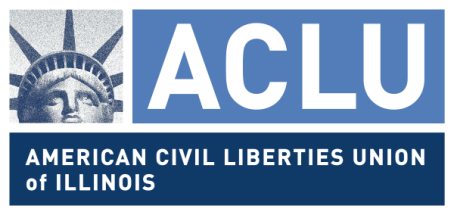 ACLU
AMERICAN CIVIL LIBERTIES UNION
of ILLINOIS